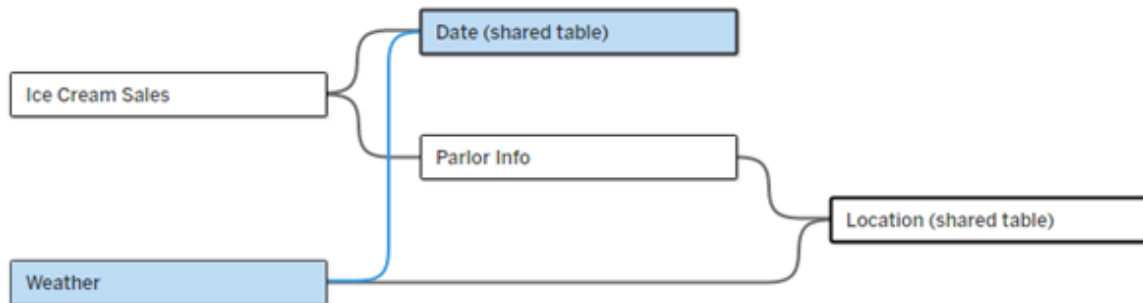 Date (shared table)
Ice Cream Sales
Parlor Info
Location (shared table)
Weather